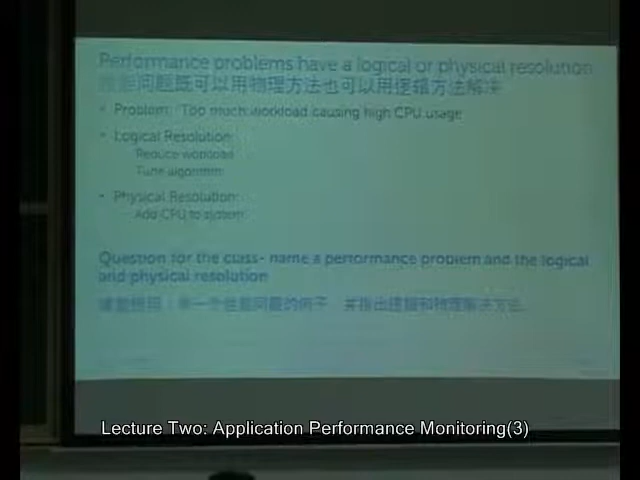 Performance problems have a logical or physical resolution
性能问题既可以用物理方法也可以用逻辑方法解决
• Problem: Too much workload causing high CPU usage
• Logical Resolution:
Reduce workload
Tune algorithm
• Physical Resolution:
Add CPU to system
Question for the class- name a performance problem and the logical
and physical resolution
举一个性能问题的例子 并指出逻辑和物理解决方法
Lecture Two: Application Performance Monitoring(3)